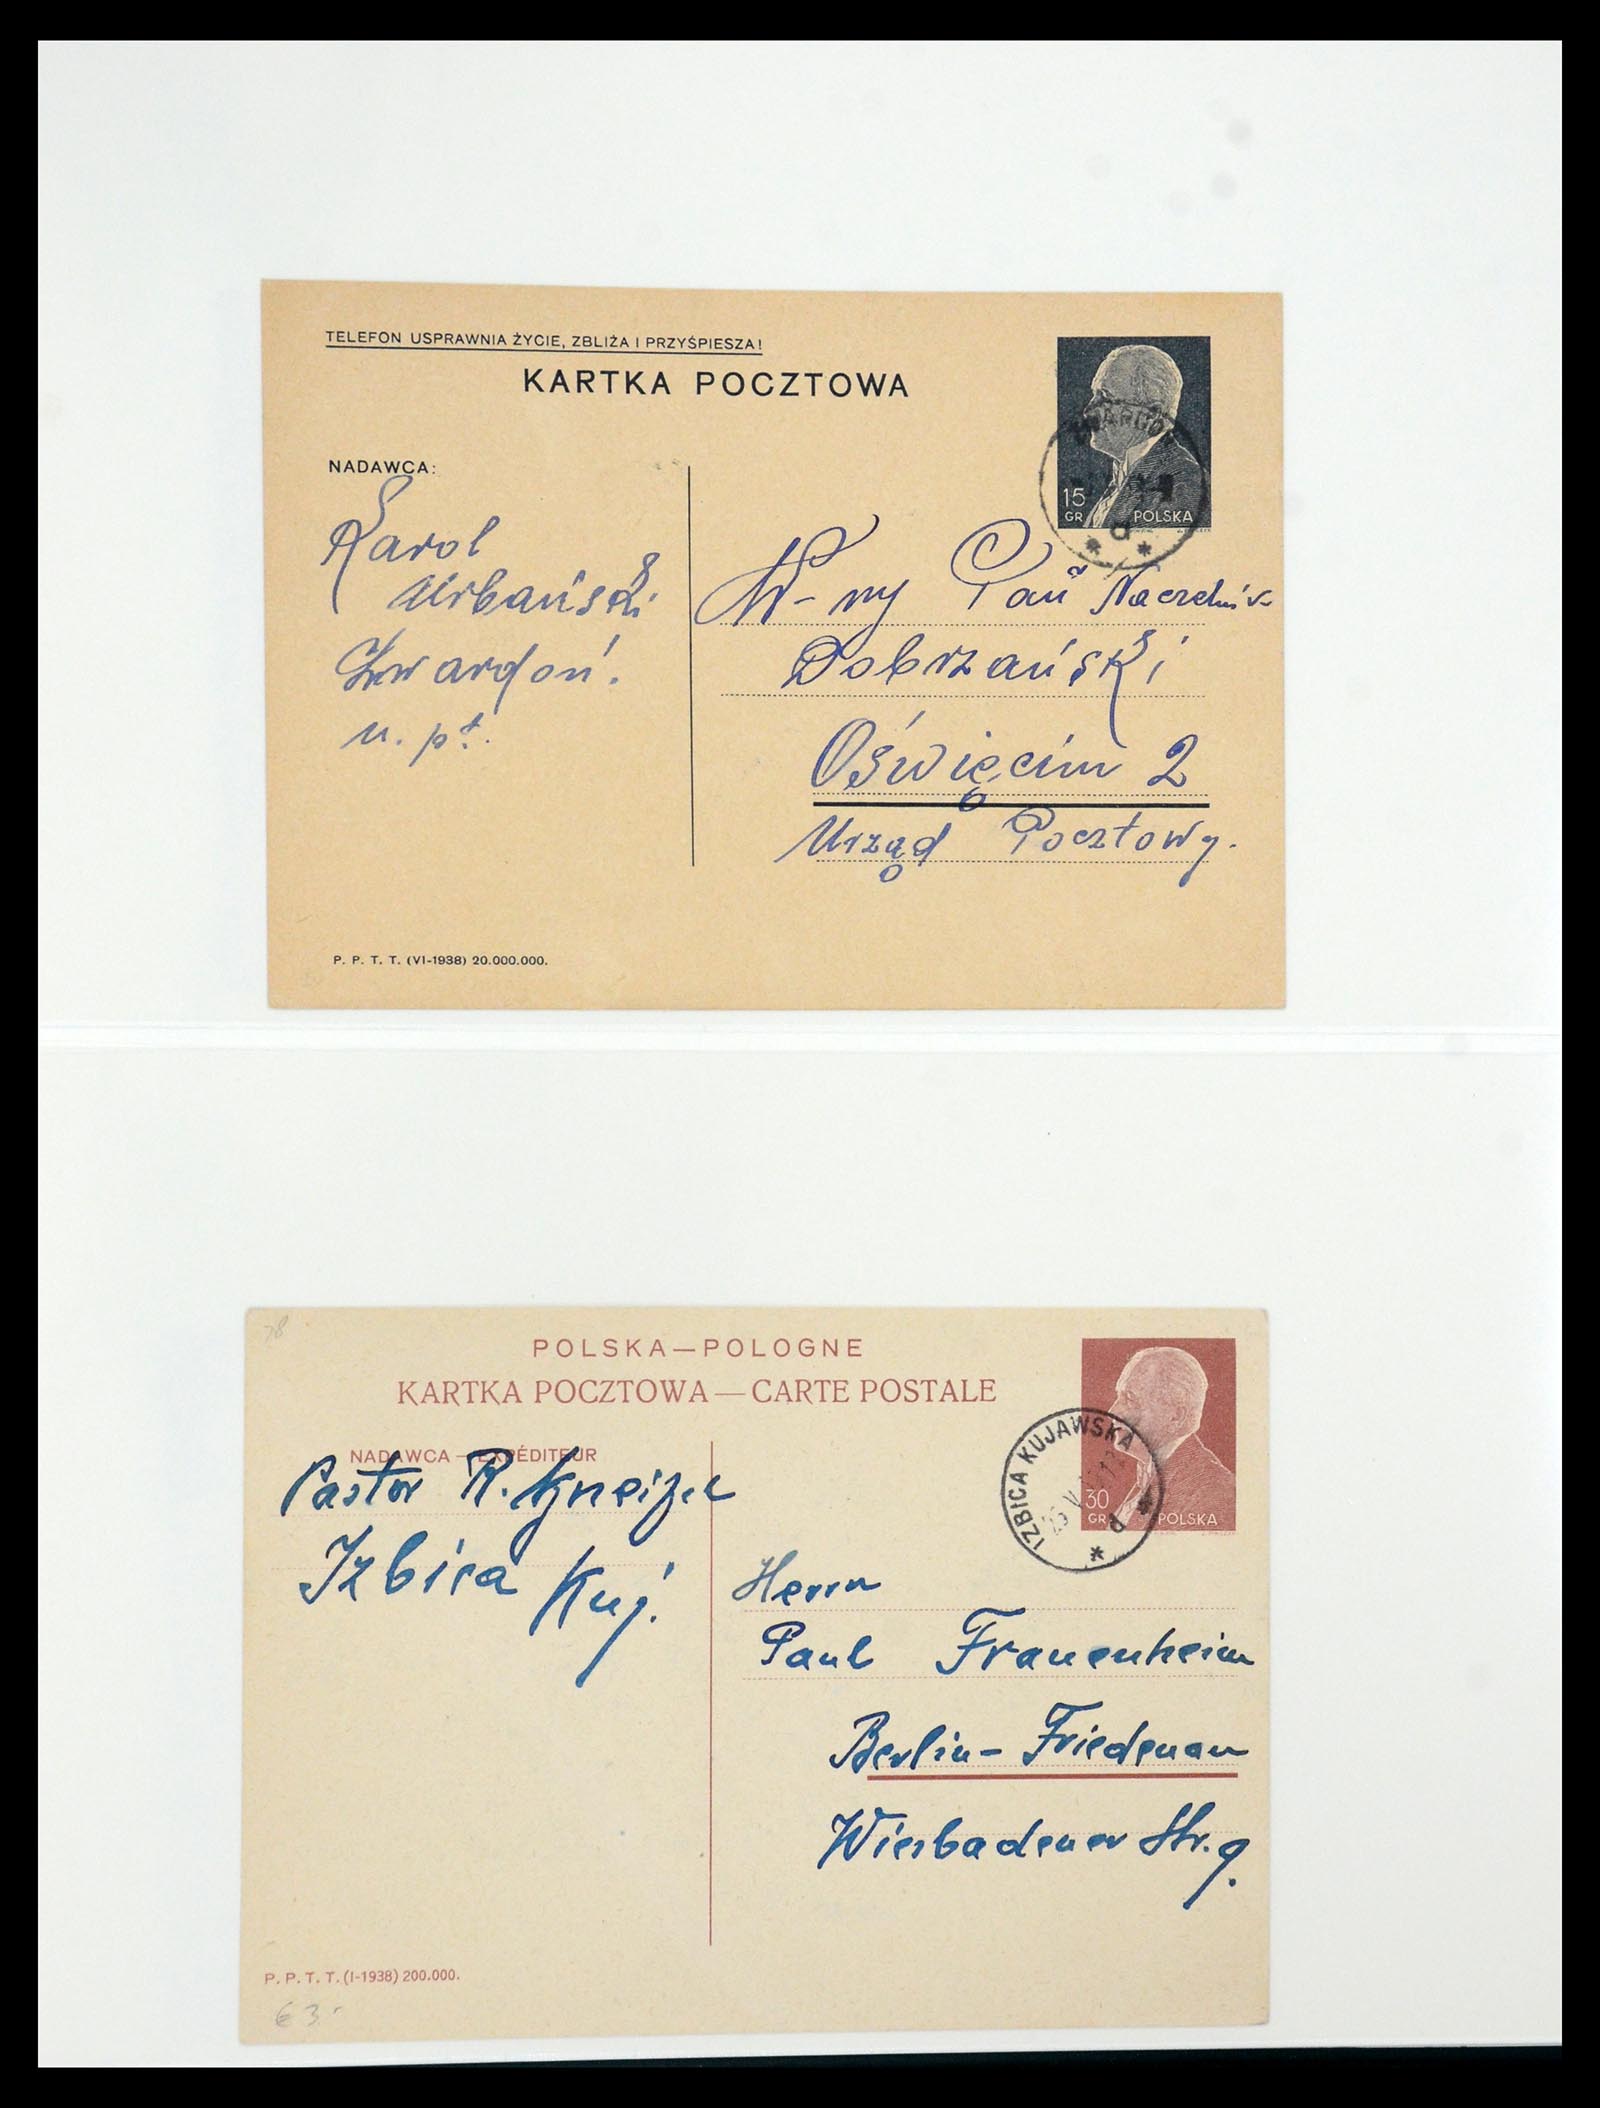 TELEFON USPRAWNIA ŻYCIE, ZBLIŻA I PRZYŚPIESZA!
KARTKA POCZTOWA
15
GR
POLSKA
NADAWCA:
Karol
Urbański
Zwardoń.
u. pt.
W-ny Pan Naczelnik
Dobrzański
Oświęcim 2
Urząd Pocztowy.
d
P. P. T. T. (VI-1938) 20.000.000.
78
POLSKA—POLOGNE
KARTKA POCZTOWA — CARTE POSTALE
30
GR
POLSKA
IZBICA KUJAWSKA
NADAWCA — EXPÉDITEUR
Pastor R. Kneifel
Izbica Kuj.
Herrn
Paul Frauenheim
Berlin-Friedenau
Wiesbadener Str. 9.
P. P. T. T. (I-1938) 200.000.
€ 3.-